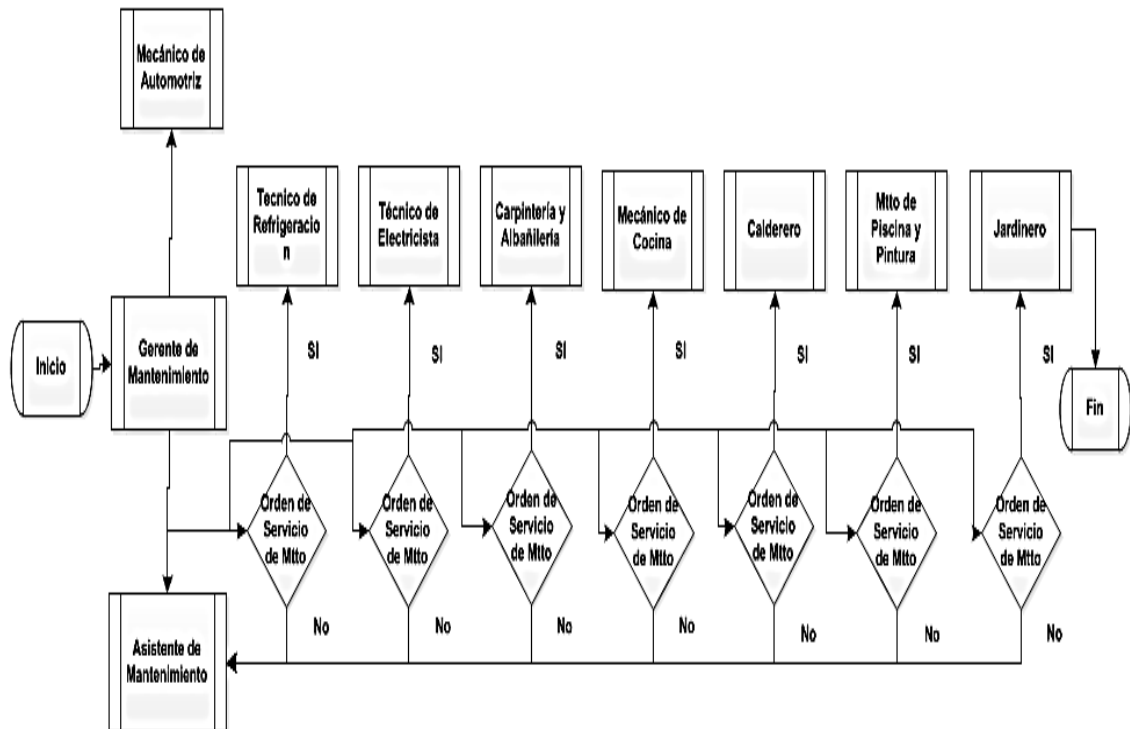 Mecánico de
Automotriz
Tecnico de
Refrigeracio
n
Técnico de
Electricista
Carpintería y
Albañilería
Mecánico de
Cocina
Calderero
Mtto de
Piscina y
Pintura
Jardinero
Inicio
Gerente de
Mantenimiento
SI
SI
SI
SI
SI
SI
SI
Fin
Orden de
Servicio
de Mtto
Orden de
Servicio
de Mtto
Orden de
Servicio
de Mtto
Orden de
Servicio
de Mtto
Orden de
Servicio
de Mtto
Orden de
Servicio
de Mtto
Orden de
Servicio
de Mtto
No
No
No
No
No
No
No
Asistente de
Mantenimiento